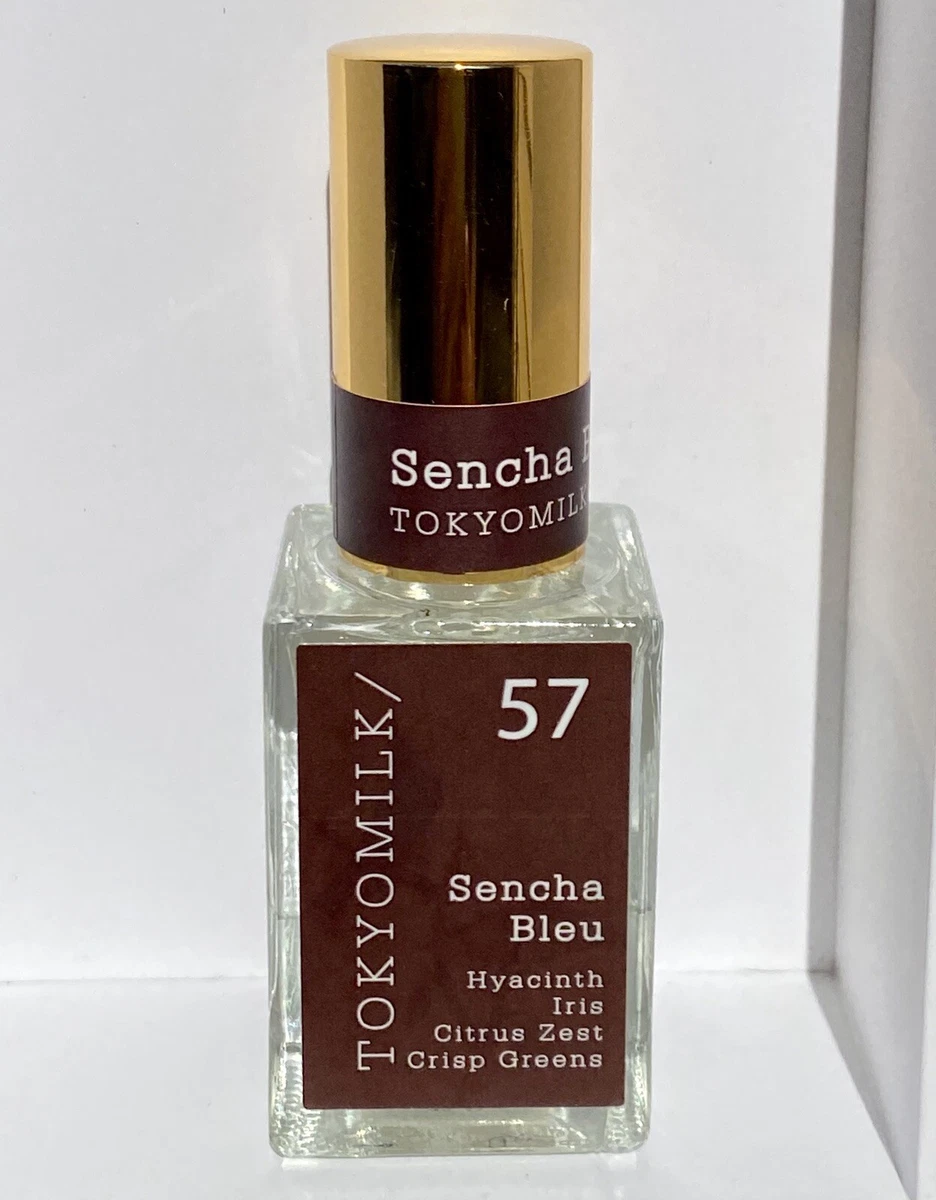 Sencha
TOKYOMILK
TOKYOMILK/
57
Sencha
Bleu
Hyacinth
Iris
Citrus Zest
Crisp Greens